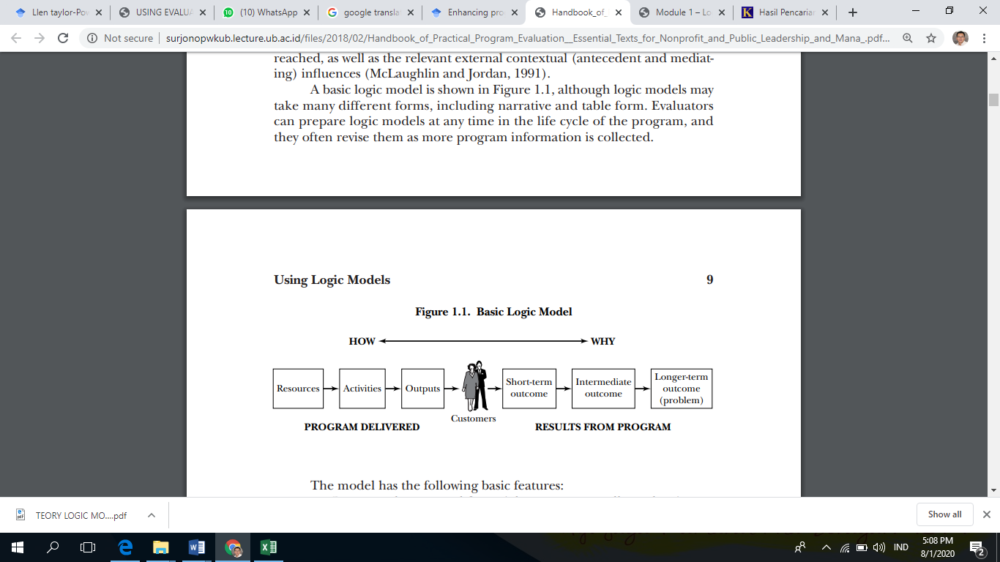 Llen taylor-Pow
USING EVALUA
(10) WhatsApp
google transla
Enhancing pro
Handbook_of_
Module 1 – Lo
Hasil Pencarian
Not secure
surjonopwkub.lecture.ub.ac.id/files/2018/02/Handbook_of_Practical_Program_Evaluation__Essential_Texts_for_Nonprofit_and_Public_Leadership_and_Mana_.pdf...
reached, as well as the relevant external contextual (antecedent and mediat-
ing) influences (McLaughlin and Jordan, 1991).
A basic logic model is shown in Figure 1.1, although logic models may
take many different forms, including narrative and table form. Evaluators
can prepare logic models at any time in the life cycle of the program, and
they often revise them as more program information is collected.
Using Logic Models 9
Figure 1.1. Basic Logic Model
HOW WHY
Resources
Activities
Outputs
Customers
Short-term
outcome
Intermediate
outcome
Longer-term
outcome
(problem)
PROGRAM DELIVERED
RESULTS FROM PROGRAM
The model has the following basic features:
TEORY LOGIC MO....pdf
Show all
IND
5:08 PM
8/1/2020
2